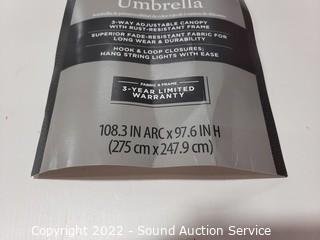 Umbrella
3-WAY ADJUSTABLE CANOPY
WITH RUST-RESISTANT FRAME
SUPERIOR FADE-RESISTANT FABRIC FOR
LONG WEAR & DURABILITY
HOOK & LOOP CLOSURES;
HANG STRING LIGHTS WITH EASE
FABRIC & FRAME
3-YEAR LIMITED
WARRANTY
108.3 IN ARC x 97.6 IN H
(275 cm x 247.9 cm)
Copyright 2022 - Auction Service